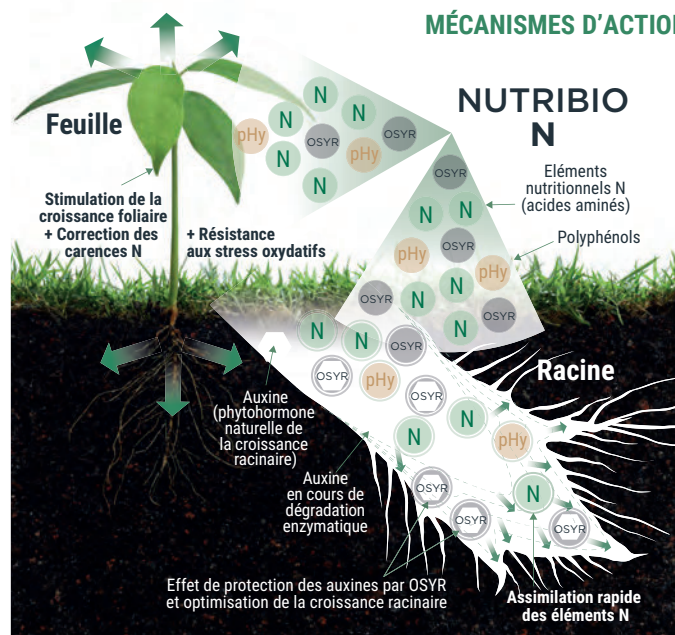 MÉCANISMES D'ACTION
NUTRIBIO
N
Feuille
N
N
N
N
N
N
pHy
pHy
OSYR
OSYR
Stimulation de la
croissance foliaire
+ Correction des
carences N
+ Résistance
aux stress oxydatifs
OSYR
N
N
OSYR
pHy
pHy
N
N
OSYR
N
OSYR
Eléments
nutritionnels N
(acides aminés)
Polyphénols
Racine
N
N
OSYR
OSYR
pHy
OSYR
N
N
pHy
OSYR
N
OSYR
OSYR
Auxine
(phytohormone
naturelle de
la croissance
racinaire)
Auxine
en cours de
dégradation
enzymatique
Effet de protection des auxines par OSYR
et optimisation de la croissance racinaire
Assimilation rapide
des éléments N